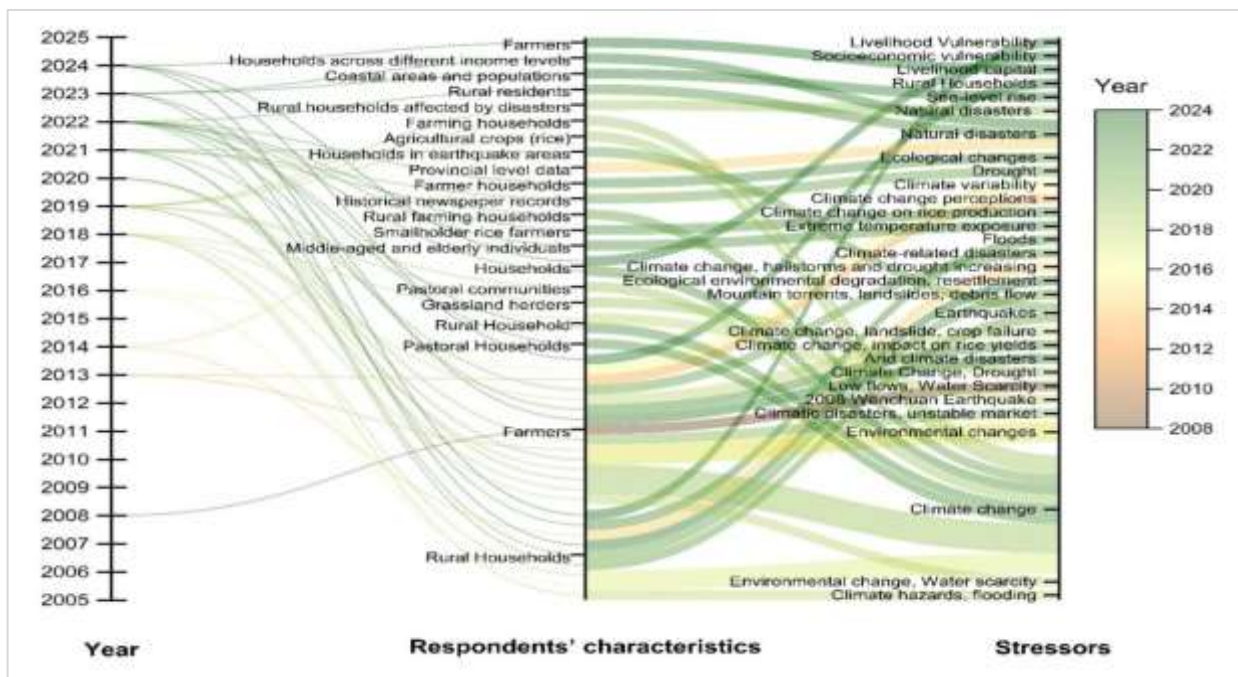 2025
2024
2023
2022
2021
2020
2019
2018
2017
2016
2015
2014
2013
2012
2011
2010
2009
2008
2007
2006
2005
Year
Farmers
Households across different income levels
Coastal areas and populations
Rural residents
Rural households affected by disasters
Farming households
Agricultural crops (rice)
Households in earthquake areas
Provincial level data
Farmer households
Historical newspaper records
Rural farming households
Smallholder rice farmers
Middle-aged and elderly individuals
Households
Pastoral communities
Grassland herders
Rural Household
Pastoral Households
Farmers
Rural Households
Respondents' characteristics
Livelihood Vulnerability
Socioeconomic vulnerability
Livelihood capital
Rural Households
Sea-level rise
Natural disasters
Natural disasters
Ecological changes
Drought
Climate variability
Climate change perceptions
Climate change on rice production
Extreme temperature exposure
Floods
Climate-related disasters
Climate change, hailstorms and drought increasing
Ecological environmental degradation, resettlement
Mountain torrents, landslides, debris flow
Earthquakes
Climate change, landslide, crop failure
Climate change, impact on rice yields
And climate disasters
Climate Change, Drought
Low flows, Water Scarcity
2008 Wenchuan Earthquake
Climatic disasters, unstable market
Environmental changes
Climate change
Environmental change, Water scarcity
Climate hazards, flooding
Stressors
Year
2024
2022
2020
2018
2016
2014
2012
2010
2008